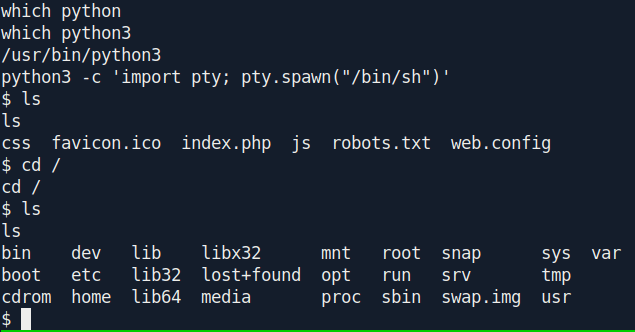 which python
which python3
/usr/bin/python3
python3 -c 'import pty; pty.spawn("/bin/sh")'
$ ls
ls
css  favicon.ico  index.php  js  robots.txt  web.config
$ cd /
cd /
$ ls
ls
bin    dev   lib    libx32      mnt   root  snap      sys  var
boot   etc   lib32  lost+found  opt   run   srv       tmp
cdrom  home  lib64  media       proc  sbin  swap.img  usr
$